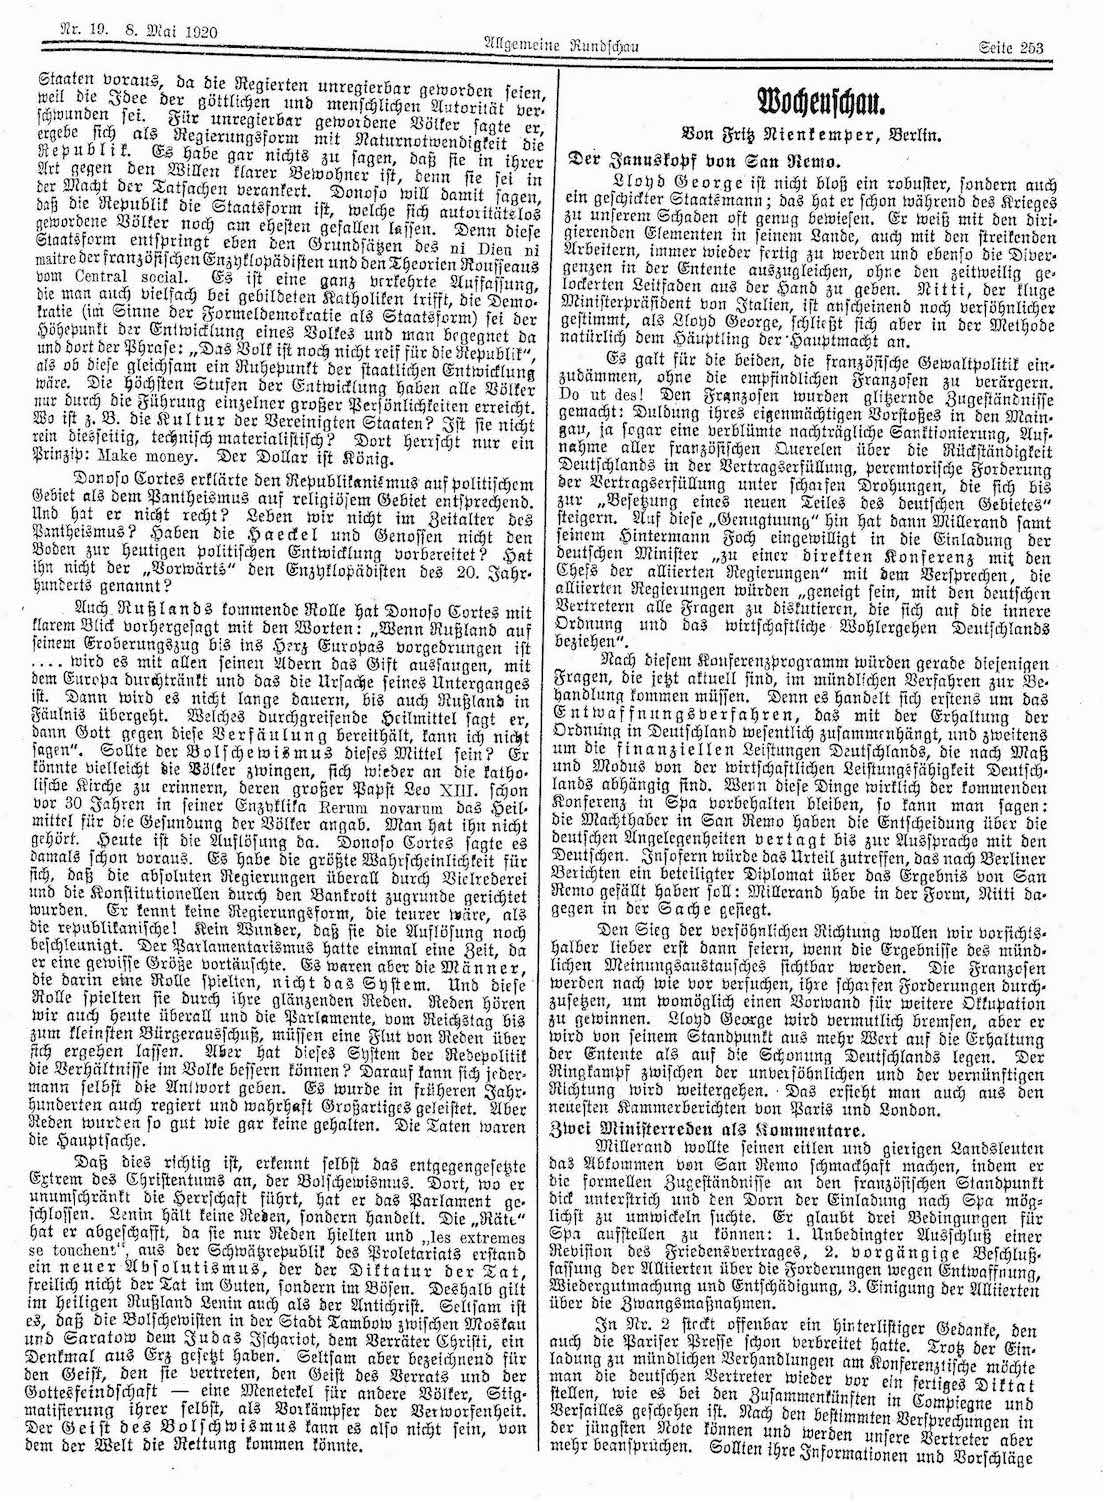 Nr. 19. 8. Mai 1920
Allgemeine Rundschau
Seite 253
Staaten voraus, da die Regierten unregierbar geworden seien,
weil die Idee der göttlichen und menschlichen Autorität ver-
schwunden sei. Für unregierbar gewordene Völker sagte er,
ergebe sich als Regierungsform mit Naturnotwendigkeit die
Republik. Es habe gar nichts zu sagen, daß sie in ihrer
Art gegen den Willen klarer Bewohner ist, denn sie sei in
der Macht der Tatsachen verankert. Donoso will damit sagen,
daß die Republik die Staatsform ist, welche sich autoritätslos
gewordene Völker noch am ehesten gefallen lassen. Denn diese
Staatsform entspringt eben den Grundsätzen des ni Dieu ni
maitre der französischen Enzyklopädisten und den Theorien Rousseaus
vom Central social. Es ist eine ganz verkehrte Auffassung,
die man auch vielfach bei gebildeten Katholiken trifft, die Demo-
kratie (im Sinne der Formeldemokratie als Staatsform) sei der
Höhepunkt der Entwicklung eines Volkes und man begegnet da
und dort der Phrase: „Das Volk ist noch nicht reif für die Republik“,
als ob diese gleichsam ein Ruhepunkt der staatlichen Entwicklung
wäre. Die höchsten Stufen der Entwicklung haben alle Völker
nur durch die Führung einzelner großer Persönlichkeiten erreicht.
Wo ist z. B. die Kultur der Vereinigten Staaten? Ist sie nicht
rein diesseitig, technisch materialistisch? Dort herrscht nur ein
Prinzip: Make money. Der Dollar ist König.
Donoso Cortes erklärte den Republikanismus auf politischem
Gebiet als dem Pantheismus auf religiösem Gebiet entsprechend.
Und hat er nicht recht? Leben wir nicht im Zeitalter des
Pantheismus? Haben die Haeckel und Genossen nicht den
Boden zur heutigen politischen Entwicklung vorbereitet? Hat
ihn nicht der „Vorwärts“ den Enzyklopädisten des 20. Jahr-
hunderts genannt?
Auch Rußlands kommende Rolle hat Donoso Cortes mit
klarem Blick vorhergesagt mit den Worten: „Wenn Rußland auf
seinem Eroberungszug bis ins Herz Europas vorgedrungen ist
.... wird es mit allen seinen Adern das Gift aufsaugen, mit
dem Europa durchtränkt und das die Ursache seines Unterganges
ist. Dann wird es nicht lange dauern, bis auch Rußland in
Fäulnis übergeht. Welches durchgreifende Heilmittel sagt er,
dann Gott gegen diese Verfäulung bereithält, kann ich nicht
sagen“. Sollte der Bolschewismus dieses Mittel sein? Er
könnte vielleicht die Völker zwingen, sich wieder an die katho-
lische Kirche zu erinnern, deren großer Papst Leo XIII. schon
vor 30 Jahren in seiner Enzyklika Rerum novarum das Heil-
mittel für die Gesundung der Völker angab. Man hat ihn nicht
gehört. Heute ist die Auflösung da. Donoso Cortes sagte es
damals schon voraus. Es habe die größte Wahrscheinlichkeit für
sich, daß die absoluten Regierungen überall durch Vielrederei
und die Konstitutionellen durch den Bankrott zugrunde gerichtet
wurden. Er kennt keine Regierungsform, die teurer wäre, als
die republikanische! Kein Wunder, daß sie die Auflösung noch
beschleunigt. Der Parlamentarismus hatte einmal eine Zeit, da
er eine gewisse Größe vortäuschte. Es waren aber die Männer,
die darin eine Rolle spielten, nicht das System. Und diese
Rolle spielten sie durch ihre glänzenden Reden. Reden hören
wir auch heute überall und die Parlamente, vom Reichstag bis
zum kleinsten Bürgerausschuß, müssen eine Flut von Reden über
sich ergehen lassen. Aber hat dieses System der Redepolitik
die Verhältnisse im Volke bessern können? Darauf kann sich jeder-
mann selbst die Antwort geben. Es wurde in früheren Jahr-
hunderten auch regiert und wahrhaft Großartiges geleistet. Aber
Reden wurden so gut wie gar keine gehalten. Die Taten waren
die Hauptsache.
Daß dies richtig ist, erkennt selbst das entgegengesetzte
Extrem des Christentums an, der Bolschewismus. Dort, wo er
unumschränkt die Herrschaft führt, hat er das Parlament ge-
schlossen. Lenin hält keine Reden, sondern handelt. Die „Räte“
hat er abgeschafft, da sie nur Reden hielten und „les extremes
se touchent“, aus der Schwätzrepublik des Proletariats erstand
ein neuer Absolutismus, der der Diktatur der Tat,
freilich nicht der Tat im Guten, sondern im Bösen. Deshalb gilt
im heiligen Rußland Lenin auch als der Antichrist. Seltsam ist
es, daß die Bolschewisten in der Stadt Tambow zwischen Moskau
und Saratow dem Judas Ischariot, dem Verräter Christi, ein
Denkmal aus Erz gesetzt haben. Seltsam aber bezeichnend für
den Geist, den sie vertreten, den Geist des Verrats und der
Gottesfeindschaft — eine Menetekel für andere Völker, Stig-
matisierung ihrer selbst, als Vorkämpfer der Verworfenheit.
Der Geist des Bolschwismus kann es also nicht sein, von
dem der Welt die Rettung kommen könnte.
Wochenschau.
Von Fritz Nienkemper, Berlin.
Der Januskopf von San Remo.
Lloyd George ist nicht bloß ein robuster, sondern auch
ein geschickter Staatsmann; das hat er schon während des Krieges
zu unserem Schaden oft genug bewiesen. Er weiß mit den diri-
gierenden Elementen in seinem Lande, auch mit den streikenden
Arbeitern, immer wieder fertig zu werden und ebenso die Diver-
genzen in der Entente auszugleichen, ohne den zeitweilig ge-
lockerten Leitfaden aus der Hand zu geben. Nitti, der kluge
Ministerpräsident von Italien, ist anscheinend noch versöhnlicher
gestimmt, als Lloyd George, schließt sich aber in der Methode
natürlich dem Häuptling der Hauptmacht an.
Es galt für die beiden, die französische Gewaltpolitik ein-
zudämmen, ohne die empfindlichen Franzosen zu verärgern.
Do ut des! Den Franzosen wurden glitzernde Zugeständnisse
gemacht: Duldung ihres eigenmächtigen Vorstoßes in den Main-
gau, ja sogar eine verblümte nachträgliche Sanktionierung, Auf-
nahme aller französischen Querelen über die Rückständigkeit
Deutschlands in der Vertragserfüllung, peremtorische Forderung
der Vertragserfüllung unter scharfen Drohungen, die sich bis
zur „Besetzung eines neuen Teiles des deutschen Gebietes“
steigern. Auf diese „Genugtuung“ hin hat dann Millerand samt
seinem Hintermann Foch eingewilligt in die Einladung der
deutschen Minister „zu einer direkten Konferenz mit den
Chefs der alliierten Regierungen“ mit dem Versprechen, die
alliierten Regierungen würden „geneigt sein, mit den deutschen
Vertretern alle Fragen zu diskutieren, die sich auf die innere
Ordnung und das wirtschaftliche Wohlergehen Deutschlands
beziehen“.
Nach diesem Konferenzprogramm würden gerade diejenigen
Fragen, die jetzt aktuell sind, im mündlichen Verfahren zur Be-
handlung kommen müssen. Denn es handelt sich erstens um das
Entwaffnungsverfahren, das mit der Erhaltung der
Ordnung in Deutschland wesentlich zusammenhängt, und zweitens
um die finanziellen Leistungen Deutschlands, die nach Maß
und Modus von der wirtschaftlichen Leistungsfähigkeit Deutsch-
lands abhängig sind. Wenn diese Dinge wirklich der kommenden
Konferenz in Spa vorbehalten bleiben, so kann man sagen:
die Machthaber in San Remo haben die Entscheidung über die
deutschen Angelegenheiten vertagt bis zur Aussprache mit den
Deutschen. Insofern würde das Urteil zutreffen, das nach Berliner
Berichten ein beteiligter Diplomat über das Ergebnis von San
Remo gefällt haben soll: Millerand habe in der Form, Nitti da-
gegen in der Sache gesiegt.
Den Sieg der versöhnlichen Richtung wollen wir vorsichts-
halber lieber erst dann feiern, wenn die Ergebnisse des münd-
lichen Meinungsaustausches sichtbar werden. Die Franzosen
werden nach wie vor versuchen, ihre scharfen Forderungen durch-
zusetzen, um womöglich einen Vorwand für weitere Okkupation
zu gewinnen. Lloyd George wird vermutlich bremsen, aber er
wird von seinem Standpunkt aus mehr Wert auf die Erhaltung
der Entente als auf die Schonung Deutschlands legen. Der
Ringkampf zwischen der unversöhnlichen und der vernünftigen
Richtung wird weitergehen. Das ersieht man auch aus den
neuesten Kammerberichten von Paris und London.
Zwei Ministerreden als Kommentare.
Millerand wollte seinen eitlen und gierigen Landsleuten
das Abkommen von San Remo schmackhaft machen, indem er
die formellen Zugeständnisse an den französischen Standpunkt
dick unterstrich und den Dorn der Einladung nach Spa mög-
lichst zu umwickeln suchte. Er glaubt drei Bedingungen für
Spa aufstellen zu können: 1. Unbedingter Ausschluß einer
Revision des Friedensvertrages, 2. vorgängige Beschluß-
fassung der Alliierten über die Forderungen wegen Entwaffnung,
Wiedergutmachung und Entschädigung, 3. Einigung der Alliierten
über die Zwangsmaßnahmen.
In Nr. 2 steckt offenbar ein hinterlistiger Gedanke, den
auch die Pariser Presse schon verbreitet hatte. Trotz der Ein-
ladung zu mündlichen Verhandlungen am Konferenztische möchte
man die deutschen Vertreter wieder vor ein fertiges Diktat
stellen, wie es bei den Zusammenkünften in Compiegne und
Versailles geschehen ist. Nach den bestimmten Versprechungen in
der jüngsten Note können und werden unsere Vertreter aber
mehr beanspruchen. Sollten ihre Informationen und Vorschläge